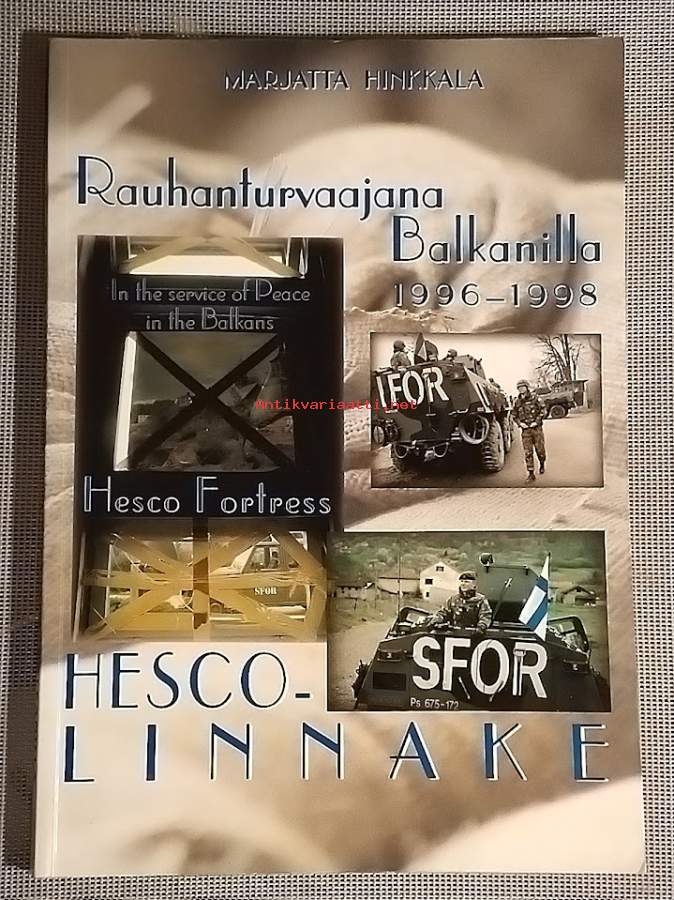 MARJATTA HINKKALA
Rauhanturvaajana
Balkanilla
1996–1998
In the service of Peace
in the Balkans
IFOR
Antikvariaatti.net
Hesco Fortress
SFOR
SFOR
Ps 675-172
HESCO-
LINNAKE